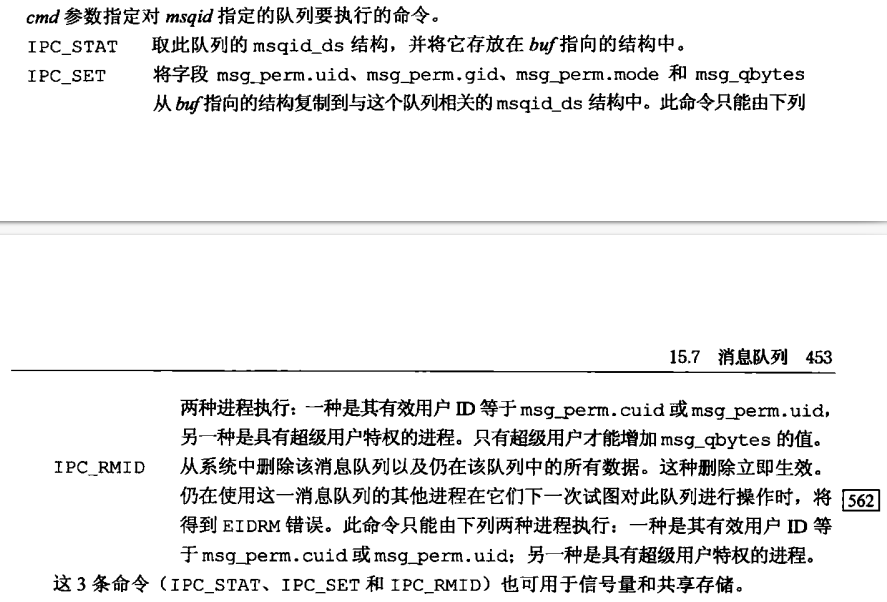 cmd 参数指定对 msqid 指定的队列要执行的命令。
IPC_STAT 取此队列的 msqid_ds 结构，并将它存放在 buf 指向的结构中。
IPC_SET 将字段 msg_perm.uid、msg_perm.gid、msg_perm.mode 和 msg_qbytes
从 buf 指向的结构复制到与这个队列相关的 msqid_ds 结构中。此命令只能由下列
15.7 消息队列 453
两种进程执行：一种是其有效用户 ID 等于 msg_perm.cuid 或 msg_perm.uid，
另一种是具有超级用户特权的进程。只有超级用户才能增加 msg_qbytes 的值。
IPC_RMID 从系统中删除该消息队列以及仍在该队列中的所有数据。这种删除立即生效。
仍在使用这一消息队列的其他进程在它们下一次试图对此队列进行操作时，将 562
得到 EIDRM 错误。此命令只能由下列两种进程执行：一种是其有效用户 ID 等
于 msg_perm.cuid 或 msg_perm.uid；另一种是具有超级用户特权的进程。
这 3 条命令（IPC_STAT、IPC_SET 和 IPC_RMID）也可用于信号量和共享存储。